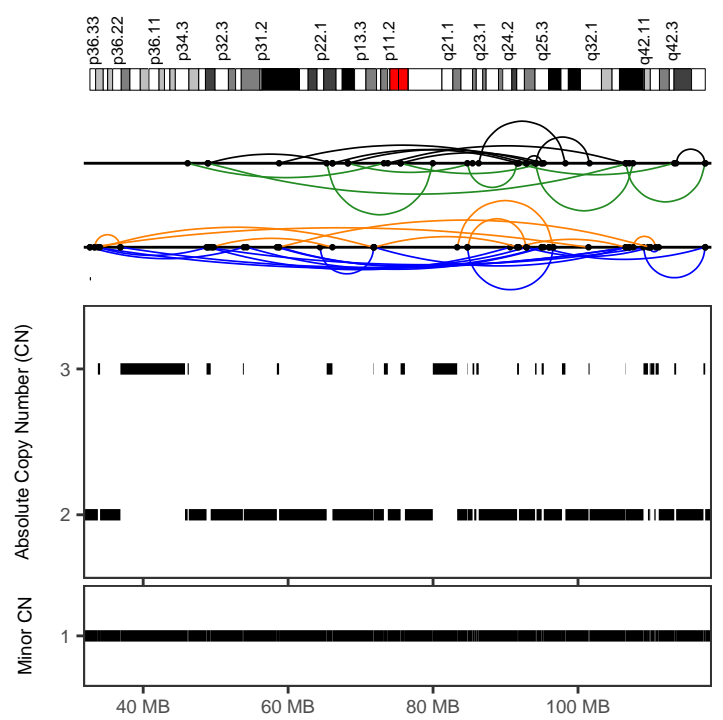 p36.33
p36.22
p36.11
p34.3
p32.3
p31.2
p22.1
p13.3
p11.2
q21.1
q23.1
q24.2
q25.3
q32.1
q42.11
q42.3
Absolute Copy Number (CN)
3
2
Minor CN
1
40 MB
60 MB
80 MB
100 MB